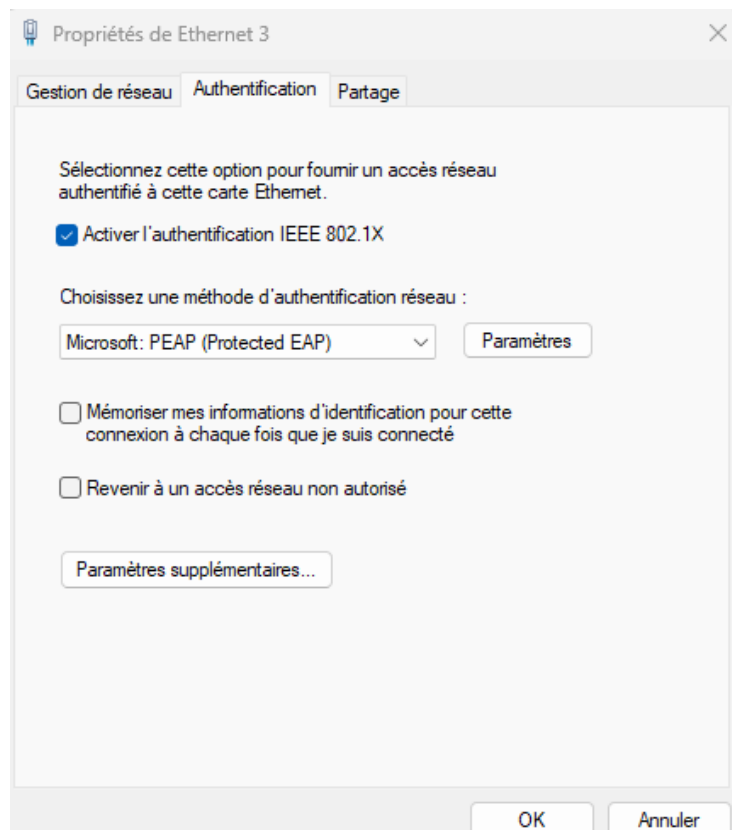 Propriétés de Ethernet 3
Gestion de réseau Authentification Partage
Sélectionnez cette option pour fournir un accès réseau
authentifié à cette carte Ethernet.
Activer l'authentification IEEE 802.1X
Choisissez une méthode d'authentification réseau :
Microsoft: PEAP (Protected EAP) Paramètres
Mémoriser mes informations d'identification pour cette
connexion à chaque fois que je suis connecté
Revenir à un accès réseau non autorisé
Paramètres supplémentaires...
OK Annuler